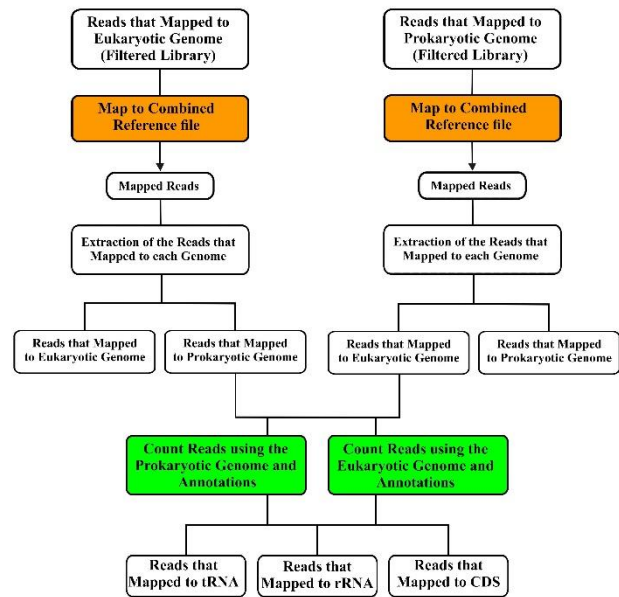 Reads that Mapped to
Eukaryotic Genome
(Filtered Library)
Reads that Mapped to
Prokaryotic Genome
(Filtered Library)
Map to Combined
Reference file
Map to Combined
Reference file
Mapped Reads
Mapped Reads
Extraction of the Reads that
Mapped to each Genome
Extraction of the Reads that
Mapped to each Genome
Reads that Mapped
to Eukaryotic Genome
Reads that Mapped
to Prokaryotic Genome
Reads that Mapped
to Eukaryotic Genome
Reads that Mapped
to Prokaryotic Genome
Count Reads using the
Prokaryotic Genome and
Annotations
Count Reads using the
Eukaryotic Genome and
Annotations
Reads that
Mapped to tRNA
Reads that
Mapped to rRNA
Reads that
Mapped to CDS